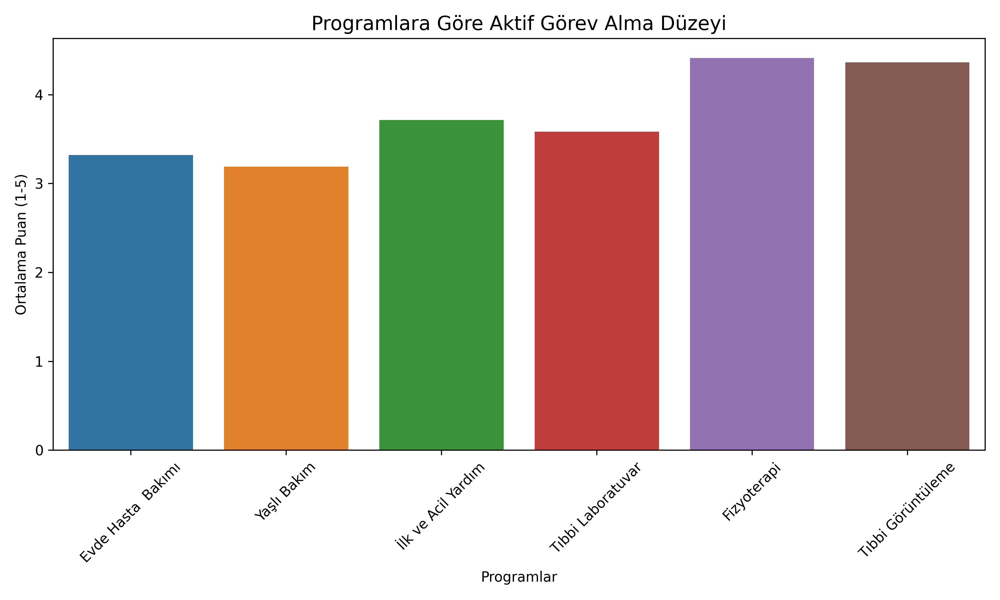 Programlara Göre Aktif Görev Alma Düzeyi
Ortalama Puan (1-5)
4
3
2
1
0
Evde Hasta  Bakımı
Yaşlı Bakım
İlk ve Acil Yardım
Tıbbi Laboratuvar
Fizyoterapi
Tıbbi Görüntüleme
Programlar